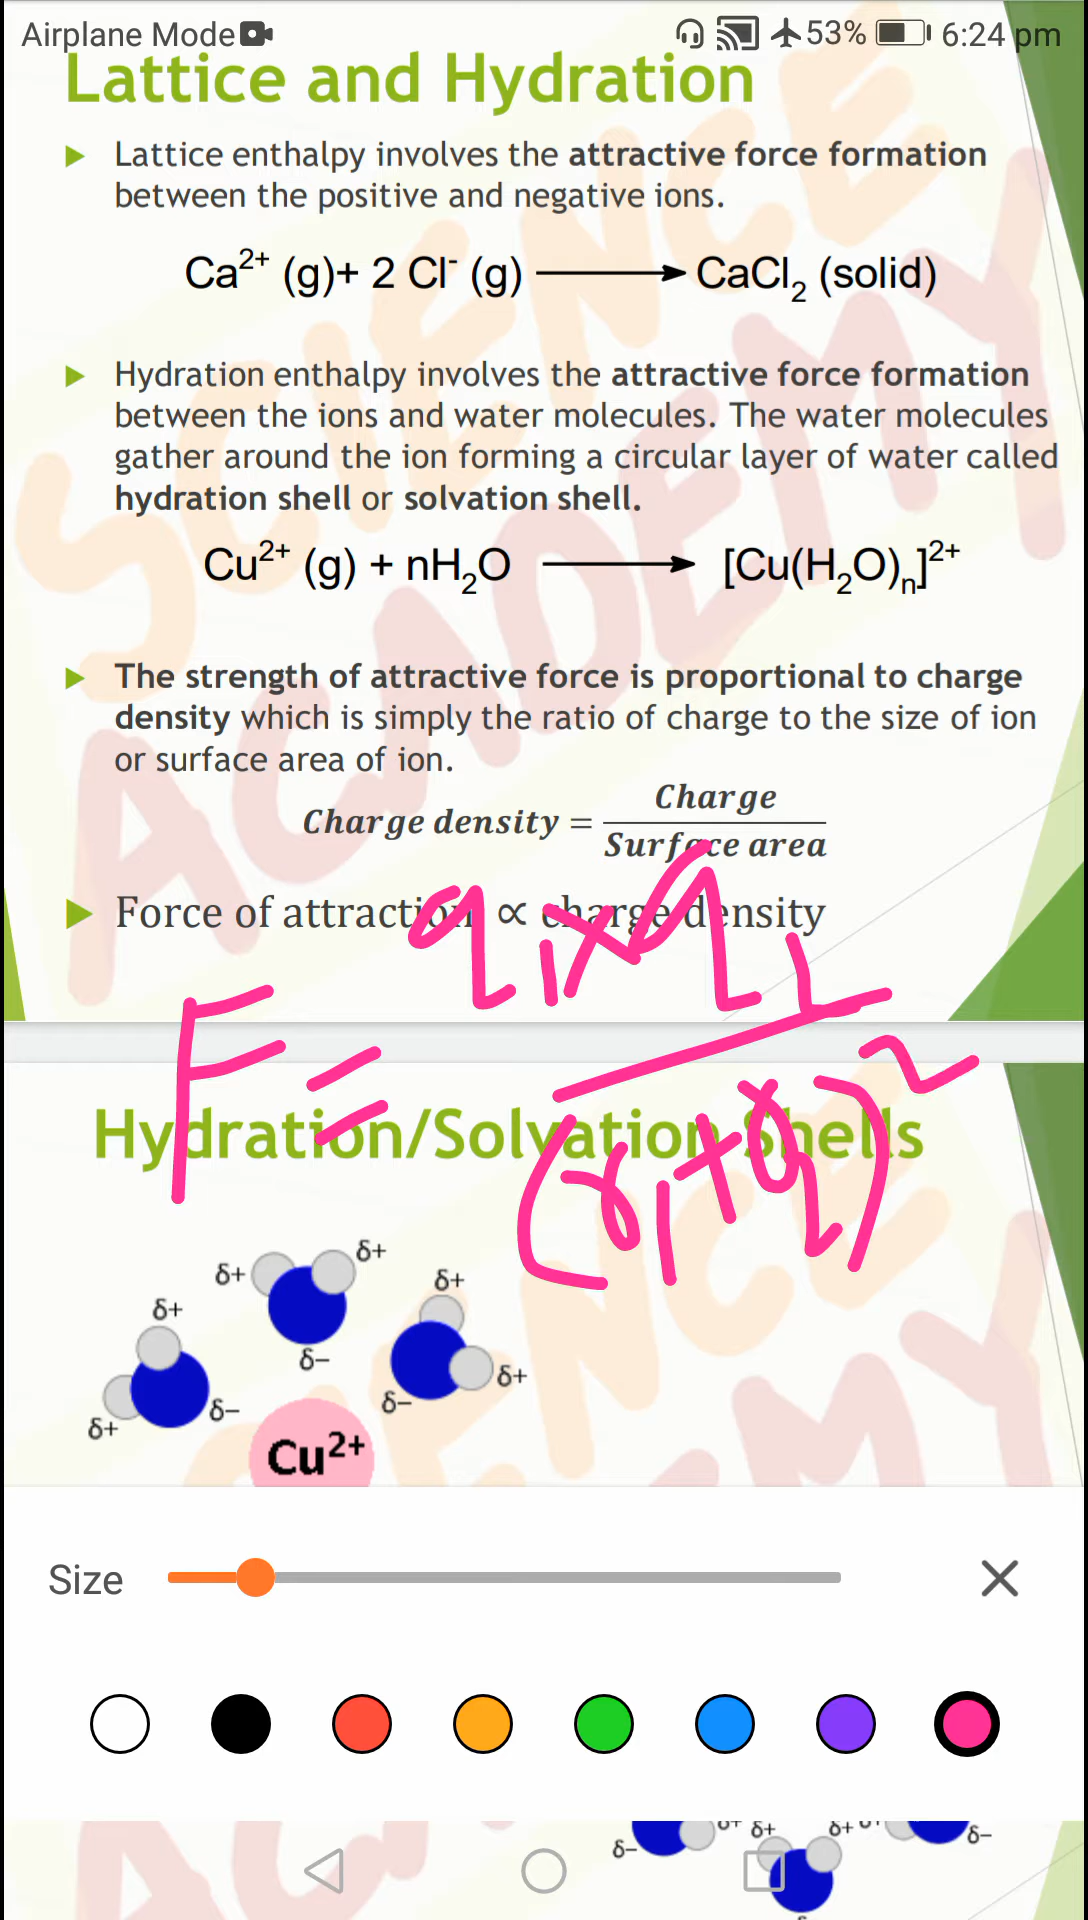 Airplane Mode 53% 6:24 pm
Lattice and Hydration
Lattice enthalpy involves the attractive force formation
between the positive and negative ions.
Ca²⁺ (g)+ 2 Cl⁻ (g) ⟶ CaCl₂ (solid)
Hydration enthalpy involves the attractive force formation
between the ions and water molecules. The water molecules
gather around the ion forming a circular layer of water called
hydration shell or solvation shell.
Cu²⁺ (g) + nH₂O ⟶ [Cu(H₂O)ₙ]²⁺
The strength of attractive force is proportional to charge
density which is simply the ratio of charge to the size of ion
or surface area of ion.
Charge
Charge density =
Surface area
Force of attraction ∝ charge density
q₁×q₂
F =
(r₁+r₂)²
Hydration/Solvation Shells
δ+
δ+
δ+
δ+
δ−
δ+
δ−
δ−
δ+
Cu²⁺
Size
δ+ δ+
δ+
δ−
δ−
SCIENCE
ACADEMY